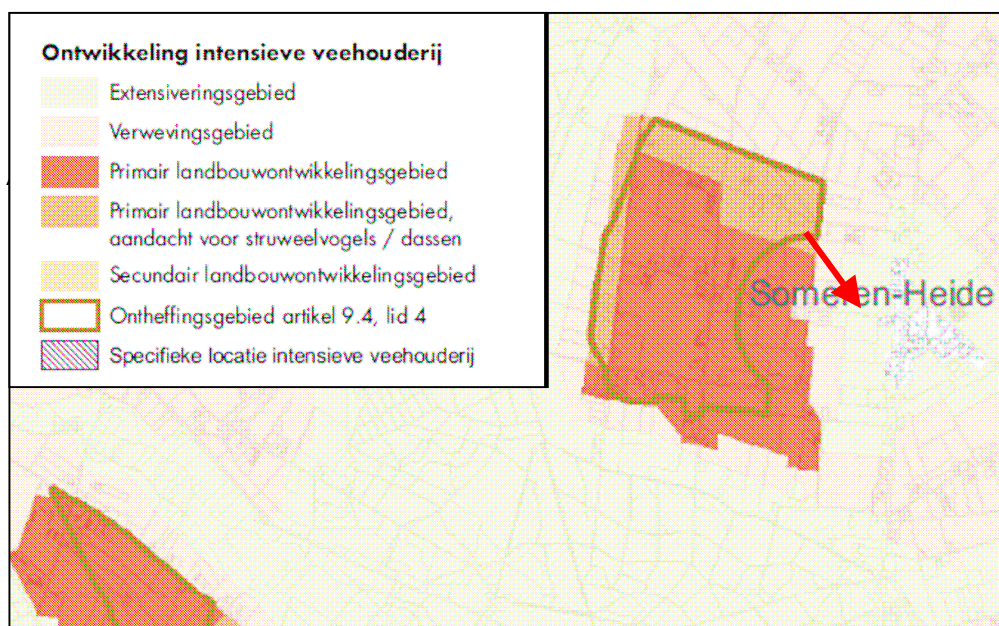 Ontwikkeling intensieve veehouderij
Extensiveringsgebied
Verwevingsgebied
Primair landbouwontwikkelingsgebied
Primair landbouwontwikkelingsgebied,
aandacht voor struweelvogels / dassen
Secundair landbouwontwikkelingsgebied
Ontheffingsgebied artikel 9.4, lid 4
Specifieke locatie intensieve veehouderij
Someren-Heide